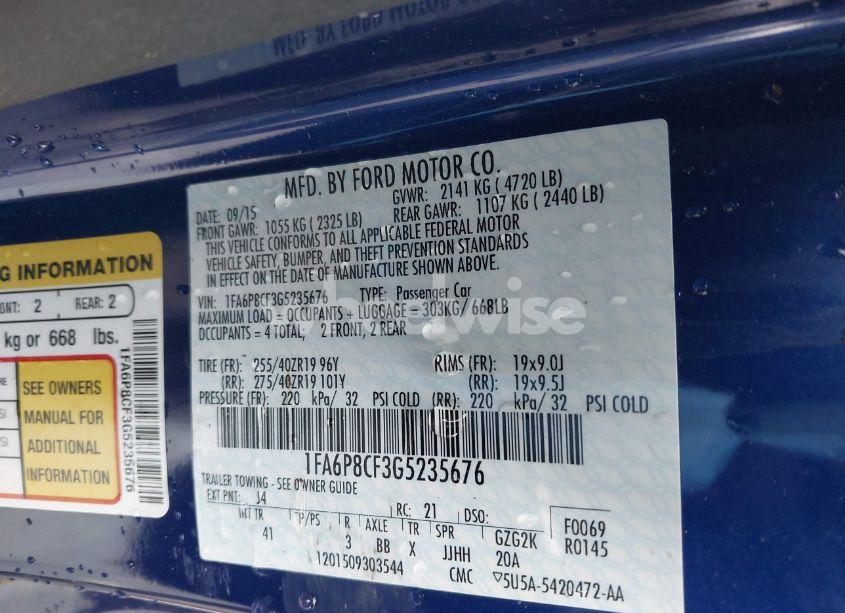 MFD. BY FORD MOTOR CO.
DATE: 09/15 GVWR: 2141 KG ( 4720 LB)
FRONT GAWR: 1055 KG ( 2325 LB) REAR GAWR: 1107 KG ( 2440 LB)
THIS VEHICLE CONFORMS TO ALL APPLICABLE FEDERAL MOTOR
VEHICLE SAFETY, BUMPER, AND THEFT PREVENTION STANDARDS
IN EFFECT ON THE DATE OF MANUFACTURE SHOWN ABOVE.
VIN: 1FA6P8CF3G5235676 TYPE: Passenger Car
MAXIMUM LOAD = OCCUPANTS + LUGGAGE = 303KG/ 668LB
OCCUPANTS = 4 TOTAL; 2 FRONT, 2 REAR
TIRE (FR): 255/40ZR19 96Y RIMS (FR): 19x9.0J
(RR): 275/40ZR19 101Y (RR): 19x9.5J
PRESSURE (FR): 220 kPa/ 32 PSI COLD (RR): 220 kPa/ 32 PSI COLD
1FA6P8CF3G5235676
TRAILER TOWING - SEE OWNER GUIDE
EXT PNT: J4 RC: 21 DSO:
INT TR TP/PS R AXLE TR SPR GZG2K F0069
41 3 BB X JJHH 20A R0145
1201509303544 CMC 5U5A-5420472-AA
G INFORMATION
NT: 2 REAR: 2
kg or 668 lbs.
SEE OWNERS
MANUAL FOR
ADDITIONAL
INFORMATION
1FA6P8CF3G5235676